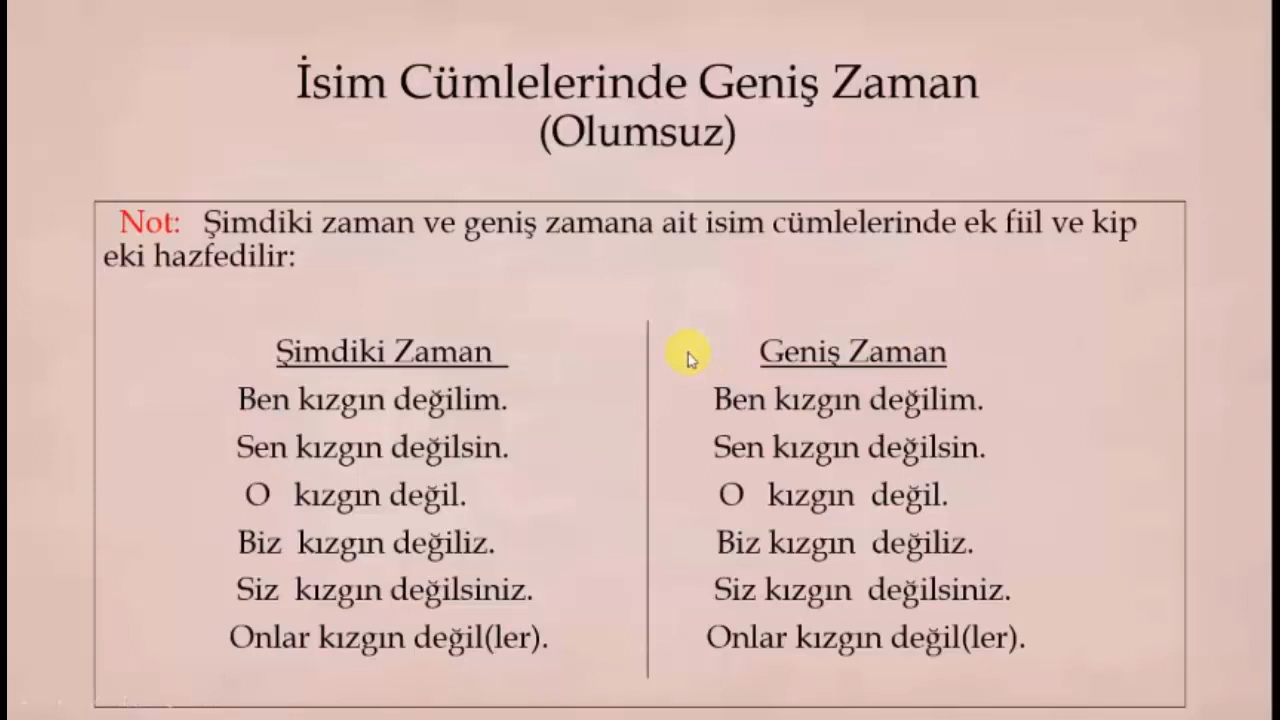 İsim Cümlelerinde Geniş Zaman
(Olumsuz)
Not: Şimdiki zaman ve geniş zamana ait isim cümlelerinde ek fiil ve kip
eki hazfedilir:
Şimdiki Zaman
Ben kızgın değilim.
Sen kızgın değilsin.
O kızgın değil.
Biz kızgın değiliz.
Siz kızgın değilsiniz.
Onlar kızgın değil(ler).
Geniş Zaman
Ben kızgın değilim.
Sen kızgın değilsin.
O kızgın değil.
Biz kızgın değiliz.
Siz kızgın değilsiniz.
Onlar kızgın değil(ler).